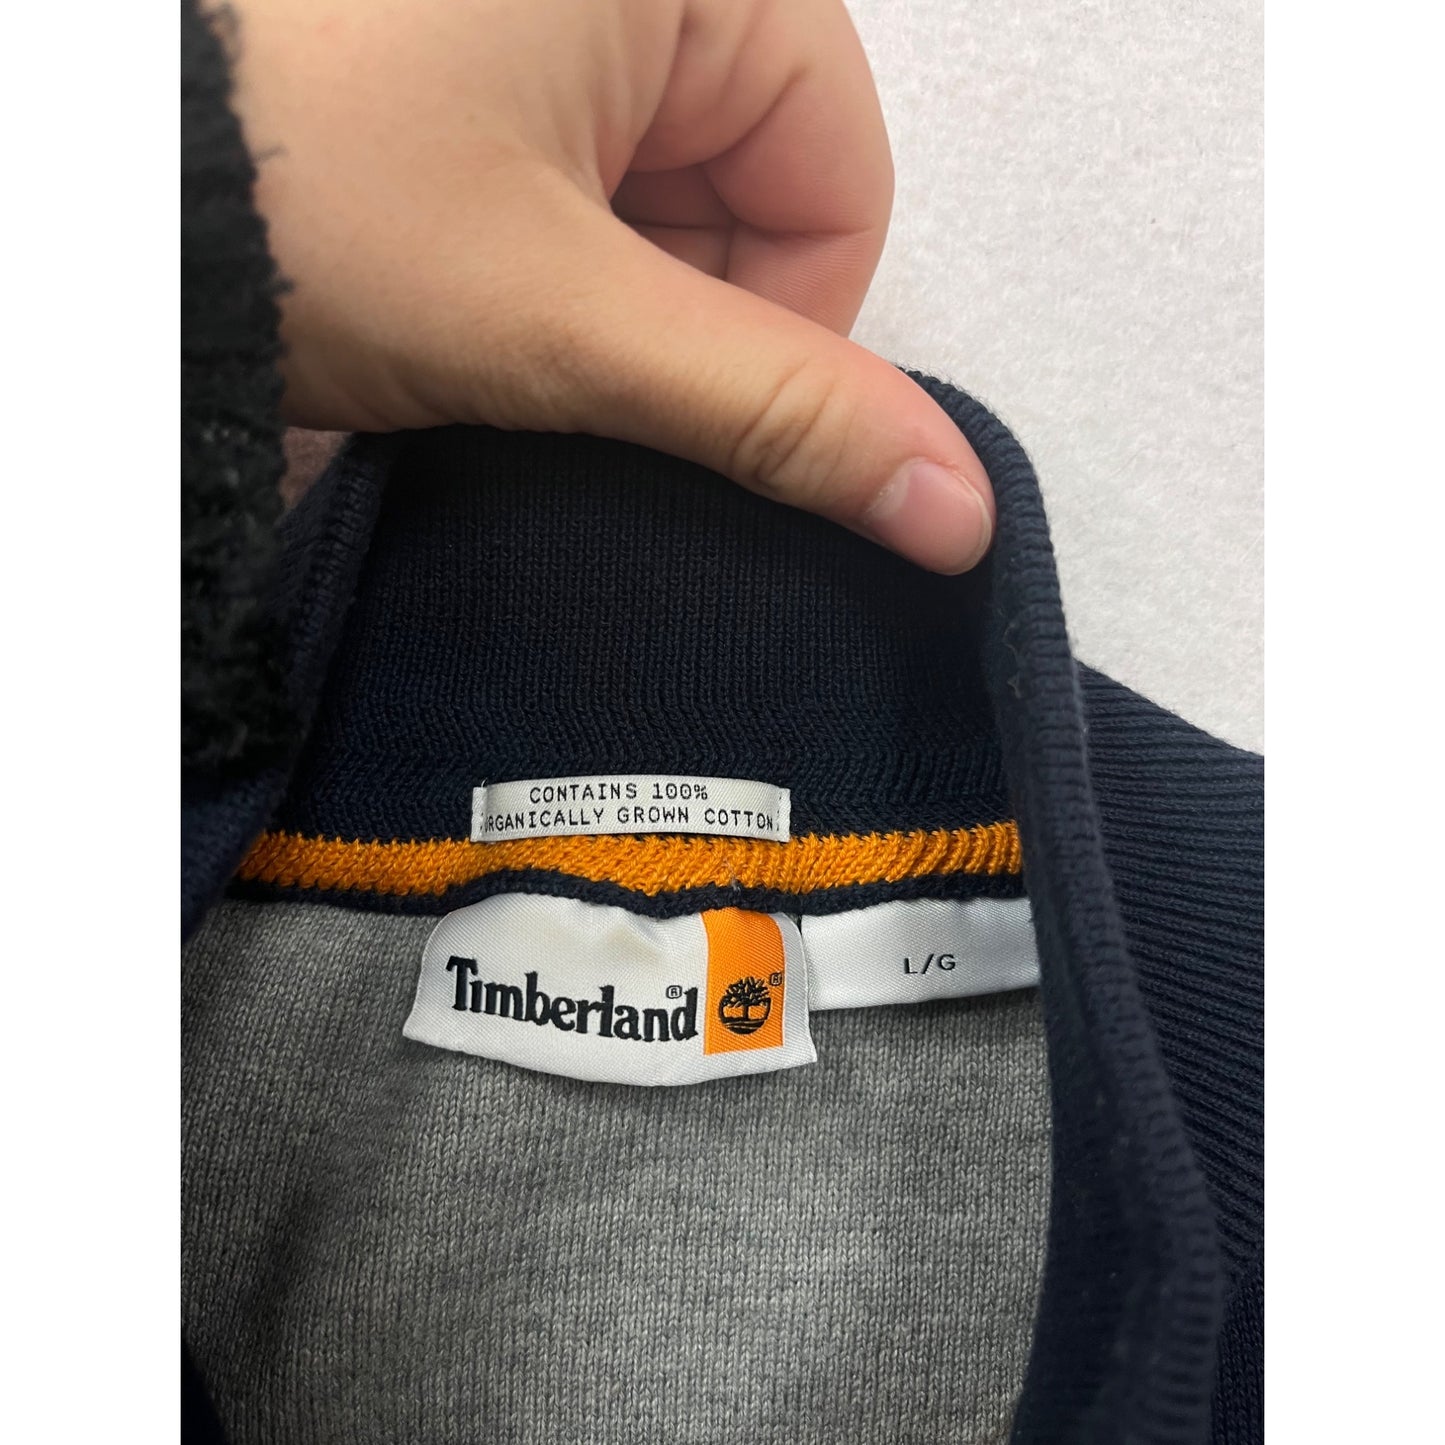 CONTAINS 100%
ORGANICALLY GROWN COTTON
Timberland® ®
L/G